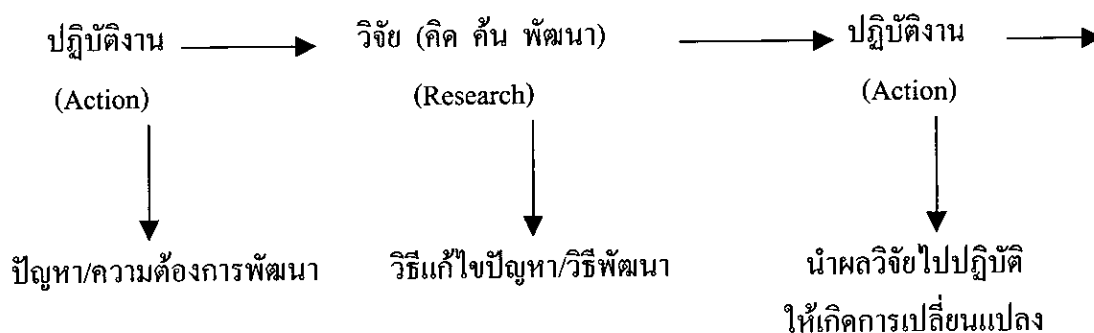 ปฏิบัติงาน วิจัย (คิด ค้น พัฒนา) ปฏิบัติงาน
(Action) (Research) (Action)
ปัญหา/ความต้องการพัฒนา วิธีแก้ไขปัญหา/วิธีพัฒนา นำผลวิจัยไปปฏิบัติ
ให้เกิดการเปลี่ยนแปลง